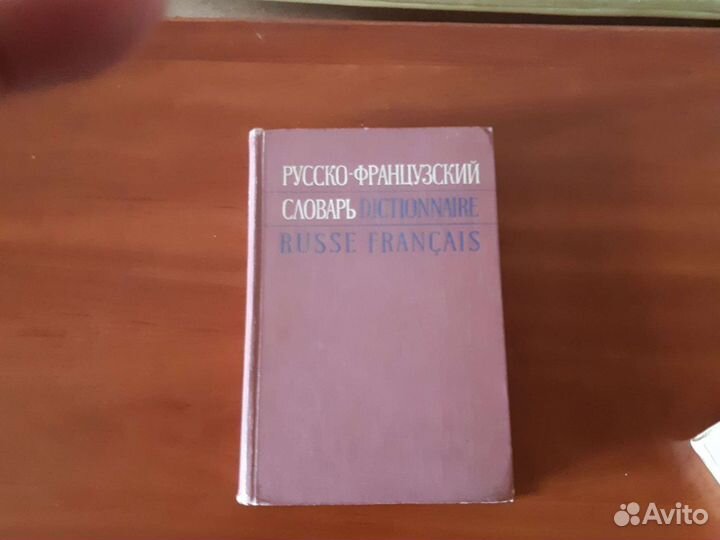 РУССКО-ФРАНЦУЗСКИЙ
СЛОВАРЬ DICTIONNAIRE
RUSSE FRANÇAIS
Avito